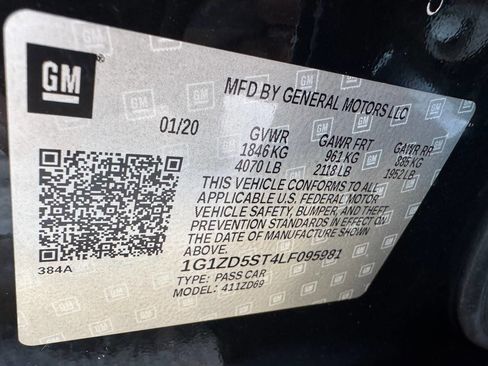 GM
MFD BY GENERAL MOTORS LLC
01/20
GVWR GAWR FRT GAWR RR
1846 KG 961 KG 885 KG
4070 LB 2118 LB 1952 LB
THIS VEHICLE CONFORMS TO ALL
APPLICABLE U.S. FEDERAL MOTOR
VEHICLE SAFETY, BUMPER, AND THEFT
PREVENTION STANDARDS IN EFFECT ON
THE DATE OF MANUFACTURE SHOWN
ABOVE
1G1ZD5ST4LF095981
TYPE: PASS CAR
MODEL: 411ZD69
384A